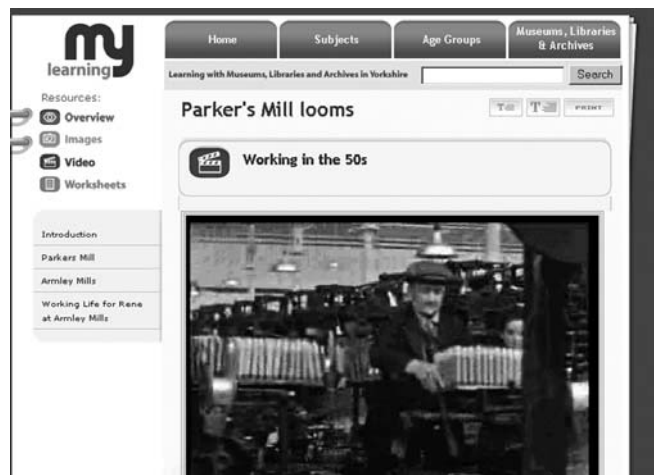 my
learning
Home
Subjects
Age Groups
Museums, Libraries
& Archives
Learning with Museums, Libraries and Archives in Yorkshire
Search
Resources:
Overview
Images
Video
Worksheets
Introduction
Parkers Mill
Armley Mills
Working Life for Rene
at Armley Mills
Parker's Mill looms
T
T
PRINT
Working in the 50s